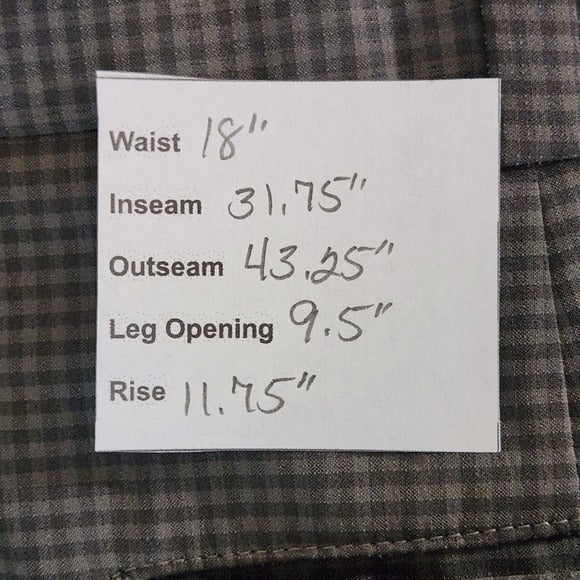 Waist 18"
Inseam 31.75"
Outseam 43.25"
Leg Opening 9.5"
Rise 11.75"